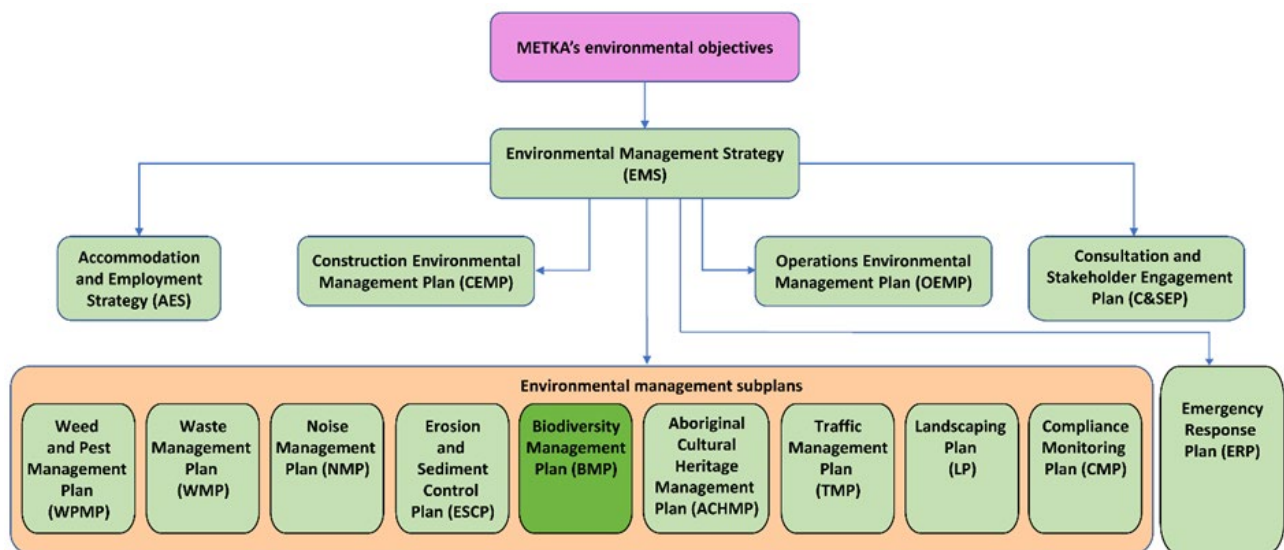 METKA's environmental objectives
Environmental Management Strategy
(EMS)
Accommodation
and Employment
Strategy (AES)
Construction Environmental
Management Plan (CEMP)
Operations Environmental
Management Plan (OEMP)
Consultation and
Stakeholder Engagement
Plan (C&SEP)
Environmental management subplans
Weed
and Pest
Management
Plan
(WPMP)
Waste
Management
Plan
(WMP)
Noise
Management
Plan (NMP)
Erosion
and
Sediment
Control
Plan (ESCP)
Biodiversity
Management
Plan (BMP)
Aboriginal
Cultural
Heritage
Management
Plan (ACHMP)
Traffic
Management
Plan
(TMP)
Landscaping
Plan
(LP)
Compliance
Monitoring
Plan (CMP)
Emergency
Response
Plan (ERP)